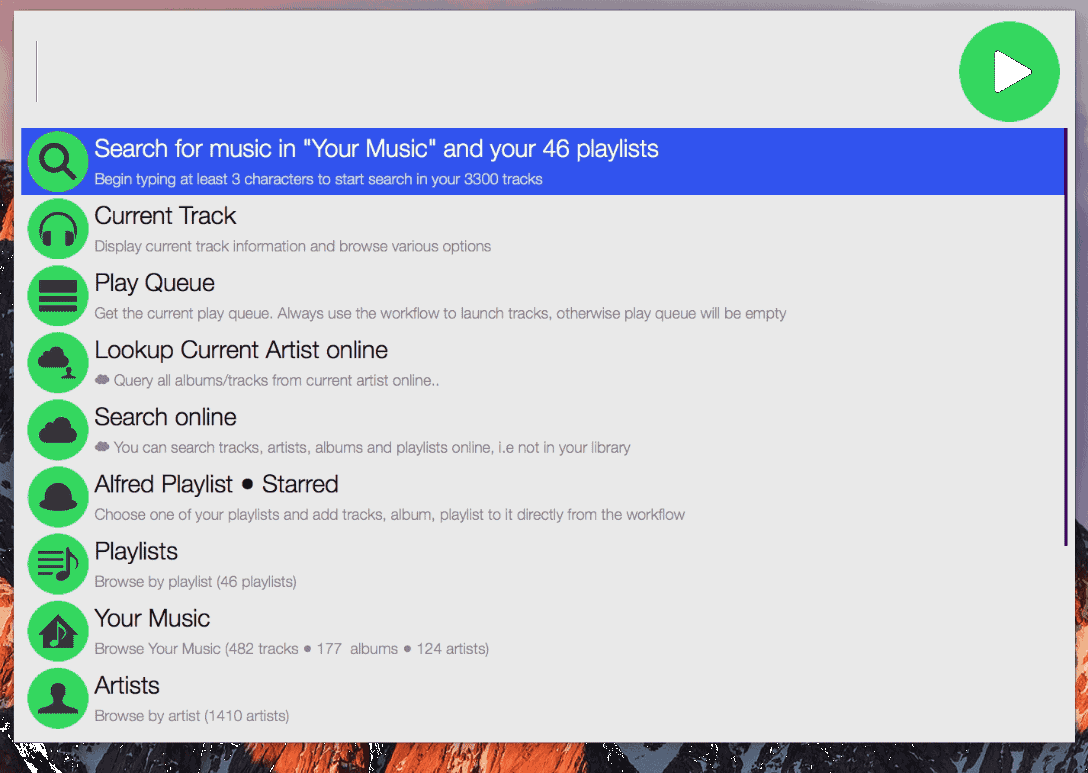 Search for music in "Your Music" and your 46 playlists
Begin typing at least 3 characters to start search in your 3300 tracks
Current Track
Display current track information and browse various options
Play Queue
Get the current play queue. Always use the workflow to launch tracks, otherwise play queue will be empty
Lookup Current Artist online
Query all albums/tracks from current artist online..
Search online
You can search tracks, artists, albums and playlists online, i.e not in your library
Alfred Playlist ● Starred
Choose one of your playlists and add tracks, album, playlist to it directly from the workflow
Playlists
Browse by playlist (46 playlists)
Your Music
Browse Your Music (482 tracks ● 177 albums ● 124 artists)
Artists
Browse by artist (1410 artists)